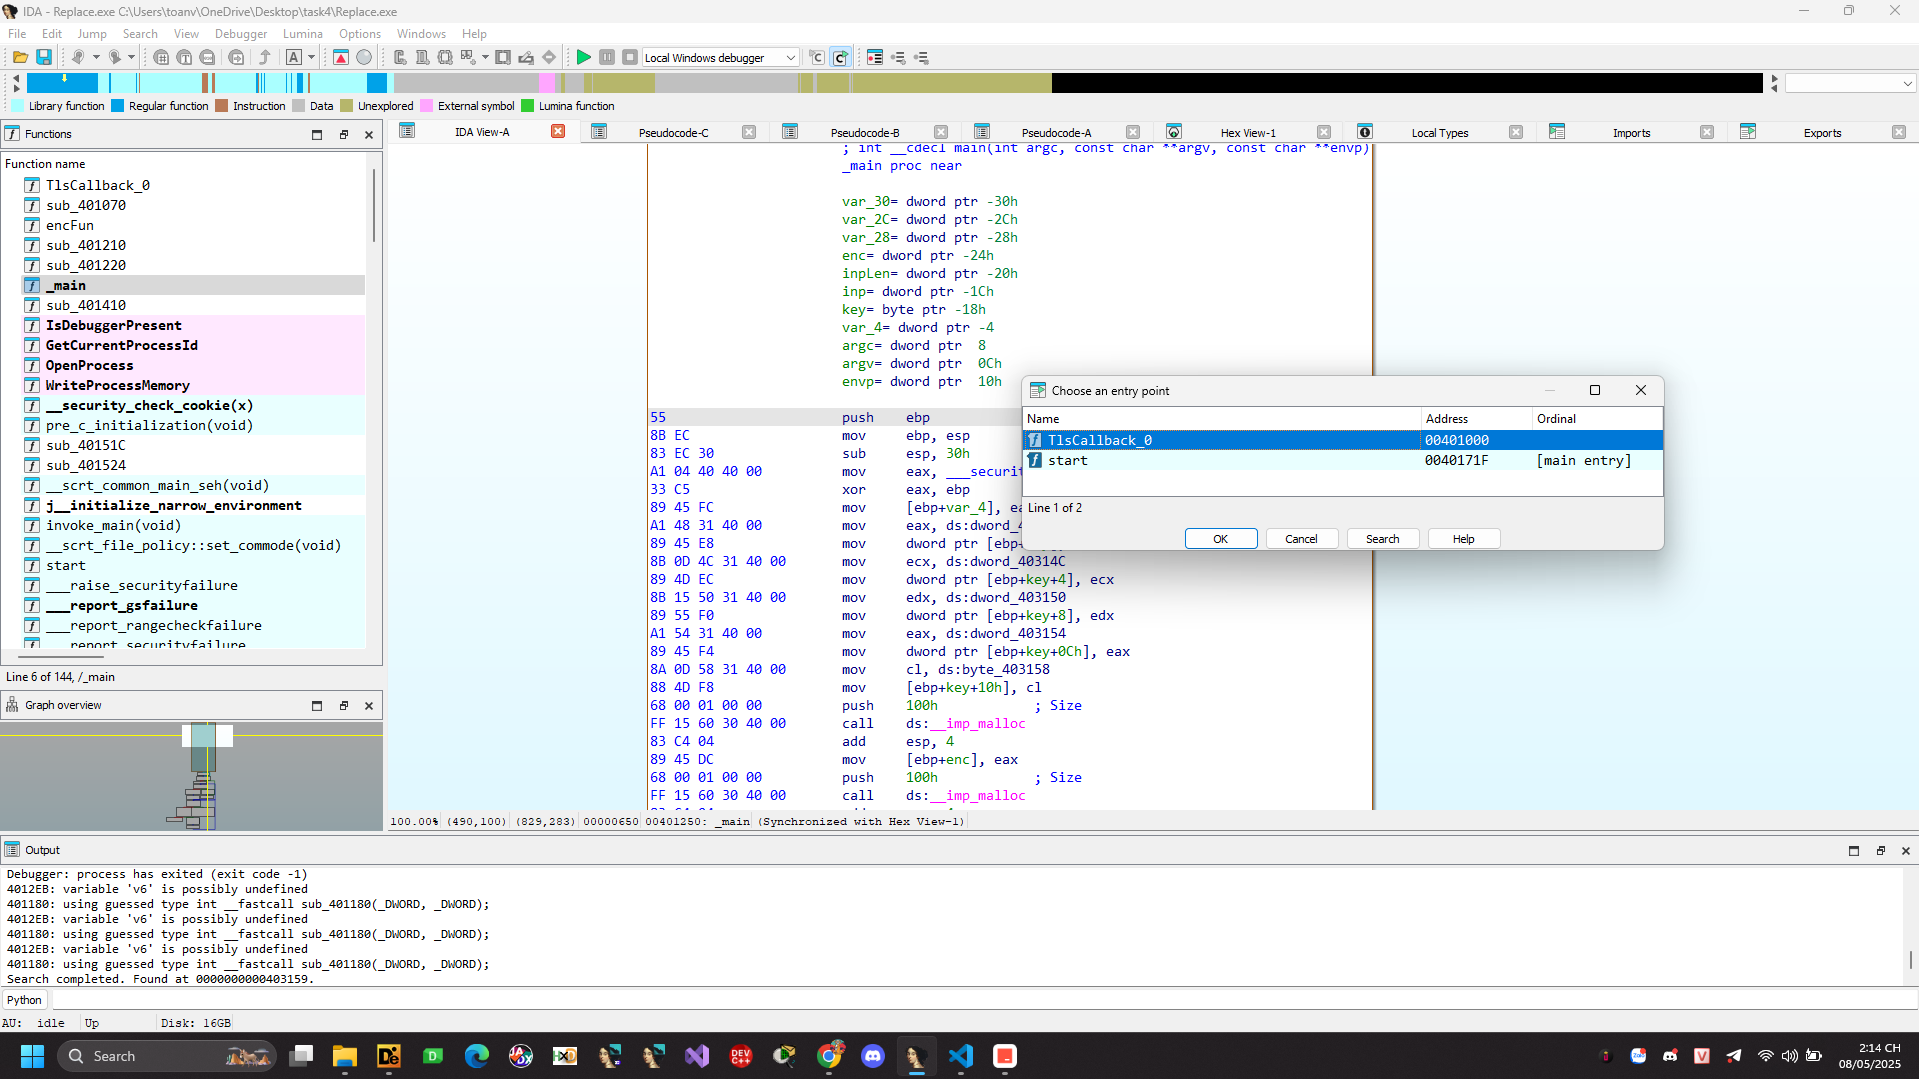 IDA - Replace.exe C:\Users\toanv\OneDrive\Desktop\task4\Replace.exe
File Edit Jump Search View Debugger Lumina Options Windows Help
Local Windows debugger
Library function Regular function Instruction Data Unexplored External symbol Lumina function
Functions
IDA View-A Pseudocode-C Pseudocode-B Pseudocode-A Hex View-1 Local Types Imports Exports
Function name
TlsCallback_0
sub_401070
encFun
sub_401210
sub_401220
_main
sub_401410
IsDebuggerPresent
GetCurrentProcessId
OpenProcess
WriteProcessMemory
__security_check_cookie(x)
pre_c_initialization(void)
sub_40151C
sub_401524
__scrt_common_main_seh(void)
j__initialize_narrow_environment
invoke_main(void)
__scrt_file_policy::set_commode(void)
start
___raise_securityfailure
___report_gsfailure
___report_rangecheckfailure
___report_securityfailure
Line 6 of 144, /_main
Graph overview
; int __cdecl main(int argc, const char **argv, const char **envp)
_main proc near
var_30= dword ptr -30h
var_2C= dword ptr -2Ch
var_28= dword ptr -28h
enc= dword ptr -24h
inpLen= dword ptr -20h
inp= dword ptr -1Ch
key= byte ptr -18h
var_4= dword ptr -4
argc= dword ptr  8
argv= dword ptr  0Ch
envp= dword ptr  10h
55 push ebp
8B EC mov ebp, esp
83 EC 30 sub esp, 30h
A1 04 40 40 00 mov eax, ___securi
33 C5 xor eax, ebp
89 45 FC mov [ebp+var_4], ea
A1 48 31 40 00 mov eax, ds:dword_4
89 45 E8 mov dword ptr [ebp+
8B 0D 4C 31 40 00 mov ecx, ds:dword_40314C
89 4D EC mov dword ptr [ebp+key+4], ecx
8B 15 50 31 40 00 mov edx, ds:dword_403150
89 55 F0 mov dword ptr [ebp+key+8], edx
A1 54 31 40 00 mov eax, ds:dword_403154
89 45 F4 mov dword ptr [ebp+key+0Ch], eax
8A 0D 58 31 40 00 mov cl, ds:byte_403158
88 4D F8 mov [ebp+key+10h], cl
68 00 01 00 00 push 100h ; Size
FF 15 60 30 40 00 call ds:__imp_malloc
83 C4 04 add esp, 4
89 45 DC mov [ebp+enc], eax
68 00 01 00 00 push 100h ; Size
FF 15 60 30 40 00 call ds:__imp_malloc
100.00% (490,100) (829,283) 00000650 00401250: _main (Synchronized with Hex View-1)
Choose an entry point
Name Address Ordinal
TlsCallback_0 00401000
start 0040171F [main entry]
Line 1 of 2
OK Cancel Search Help
Output
Debugger: process has exited (exit code -1)
4012EB: variable 'v6' is possibly undefined
401180: using guessed type int __fastcall sub_401180(_DWORD, _DWORD);
4012EB: variable 'v6' is possibly undefined
401180: using guessed type int __fastcall sub_401180(_DWORD, _DWORD);
4012EB: variable 'v6' is possibly undefined
401180: using guessed type int __fastcall sub_401180(_DWORD, _DWORD);
Search completed. Found at 0000000000403159.
Python
AU: idle Up Disk: 16GB
Search
2:14 CH
08/05/2025